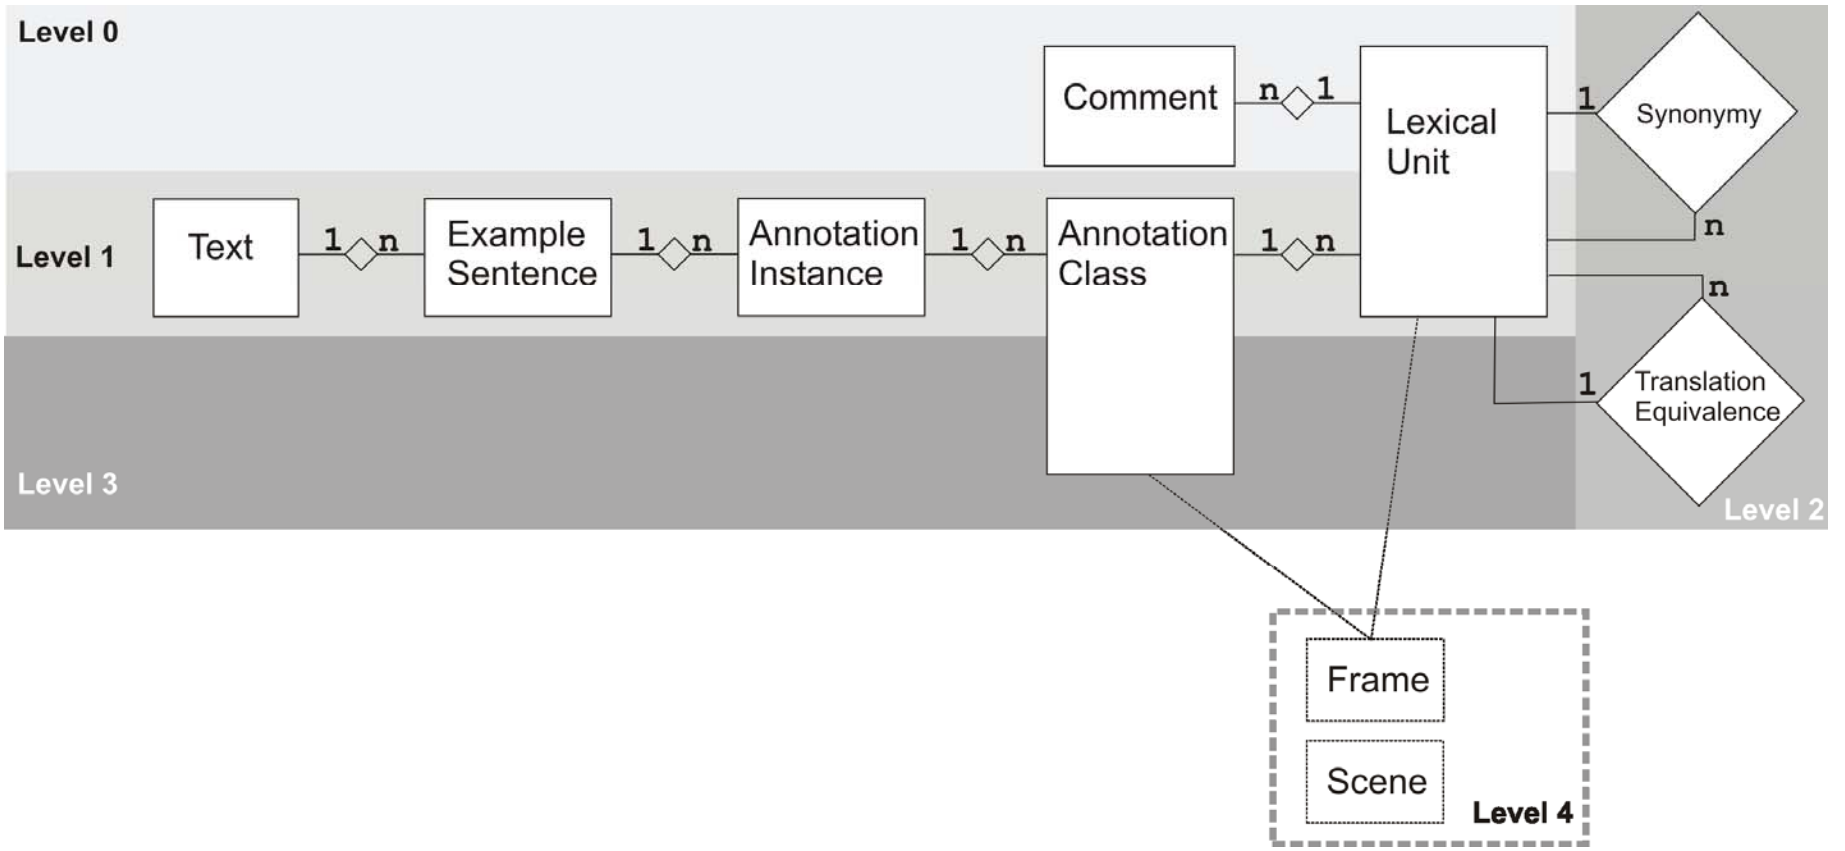 Level 0
Comment
n 1
Lexical
Unit
1
Synonymy
n
Level 1
Text
1 n
Example
Sentence
1 n
Annotation
Instance
1 n
Annotation
Class
1 n
n
1
Translation
Equivalence
Level 3
Level 2
Frame
Scene
Level 4